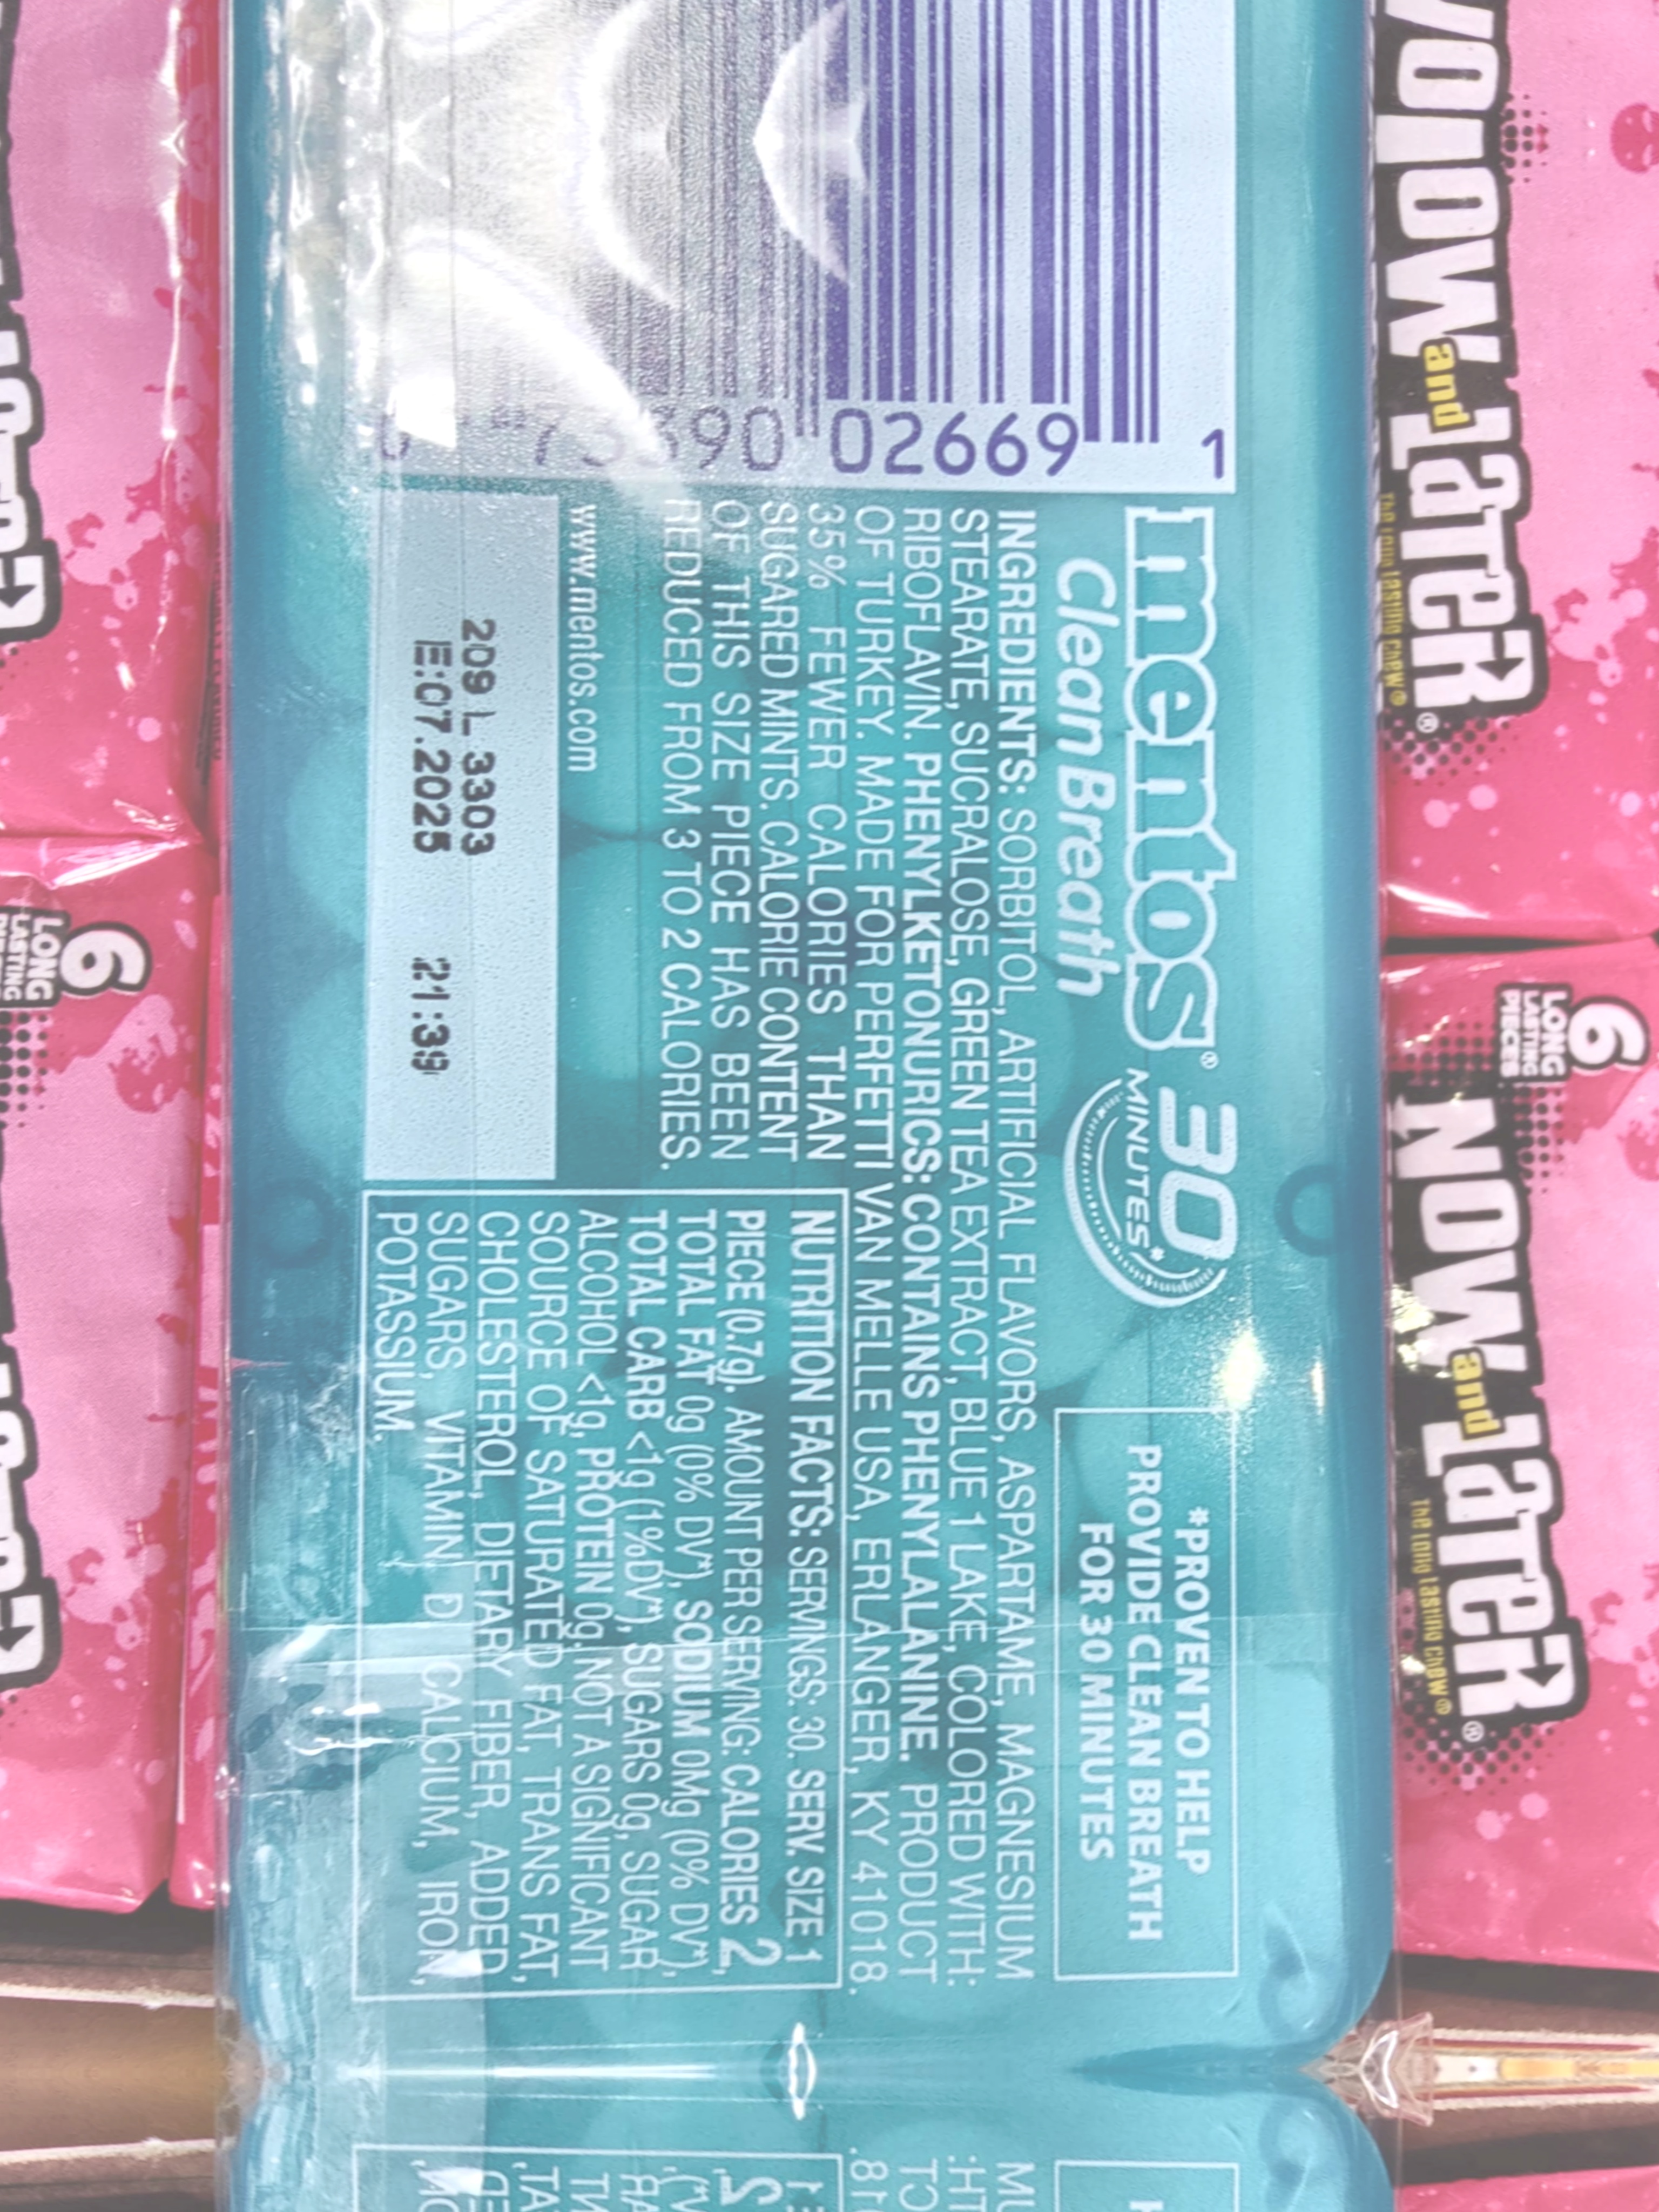 mentos®
Clean Breath
30
MINUTES*
*PROVEN TO HELP
PROVIDE CLEAN BREATH
FOR 30 MINUTES
INGREDIENTS: SORBITOL, ARTIFICIAL FLAVORS, ASPARTAME, MAGNESIUM
STEARATE, SUCRALOSE, GREEN TEA EXTRACT, BLUE 1 LAKE, COLORED WITH:
RIBOFLAVIN. PHENYLKETONURICS: CONTAINS PHENYLALANINE. PRODUCT
OF TURKEY. MADE FOR PERFETTI VAN MELLE USA, ERLANGER, KY 41018.
35% FEWER CALORIES THAN
SUGARED MINTS. CALORIE CONTENT
OF THIS SIZE PIECE HAS BEEN
REDUCED FROM 3 TO 2 CALORIES.
www.mentos.com
209 L 3303
E:07.2025 21:39
NUTRITION FACTS: SERVINGS: 30. SERV. SIZE 1
PIECE (0.7g). AMOUNT PER SERVING: CALORIES 2,
TOTAL FAT 0g (0% DV*), SODIUM 0Mg (0% DV*),
TOTAL CARB <1g (1%DV*), SUGARS 0g, SUGAR
ALCOHOL <1g, PROTEIN 0g. NOT A SIGNIFICANT
SOURCE OF SATURATED FAT, TRANS FAT,
CHOLESTEROL, DIETARY FIBER, ADDED
SUGARS, VITAMIN D, CALCIUM, IRON,
POTASSIUM.
02669 1
NOW and LATER®
The Long Lasting Chew®
6
LONG
LASTING
PIECES
NOW and LATER®
The Long Lasting Chew®
6
LONG
LASTING